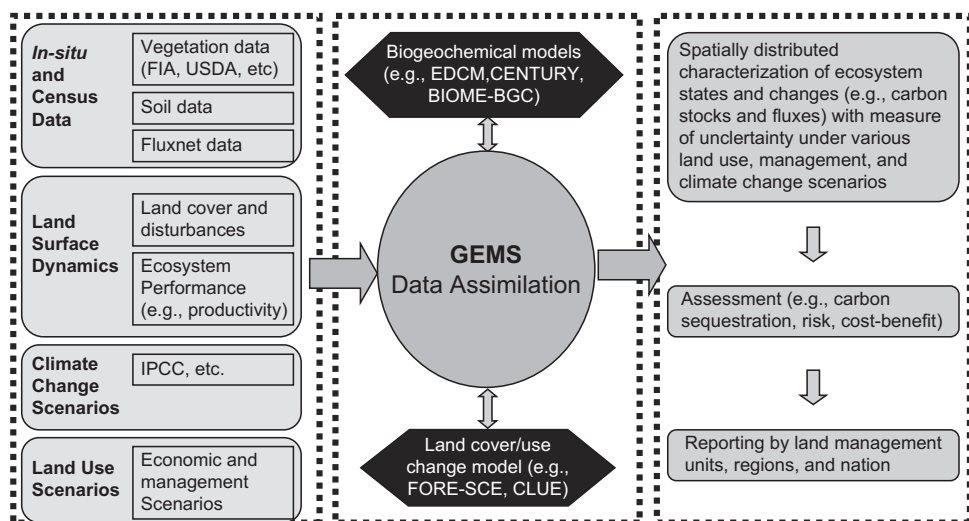 In-situ
and
Census
Data
Vegetation data
(FIA, USDA, etc)
Soil data
Fluxnet data
Land
Surface
Dynamics
Land cover and
disturbances
Ecosystem
Performance
(e.g., productivity)
Climate
Change
Scenarios
IPCC, etc.
Land Use
Scenarios
Economic and
management
Scenarios
Biogeochemical models
(e.g., EDCM,CENTURY,
BIOME-BGC)
GEMS
Data Assimilation
Land cover/use
change model (e.g.,
FORE-SCE, CLUE)
Spatially distributed
characterization of ecosystem
states and changes (e.g., carbon
stocks and fluxes) with measure
of unclertainty under various
land use, management, and
climate change scenarios
Assessment (e.g., carbon
sequestration, risk, cost-benefit)
Reporting by land management
units, regions, and nation